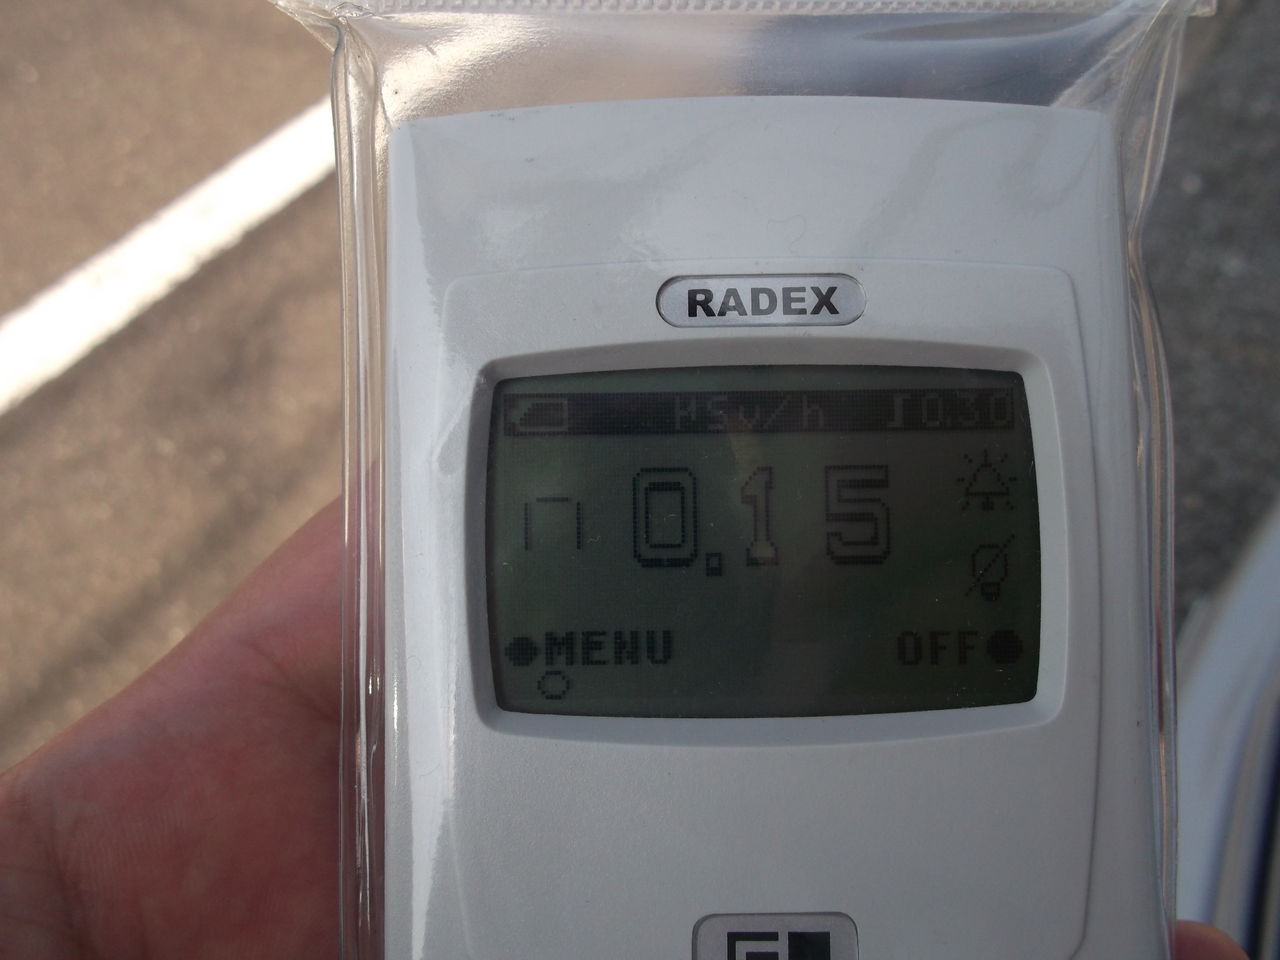 RADEX
µSv/h 0.30
0.15
MENU OFF